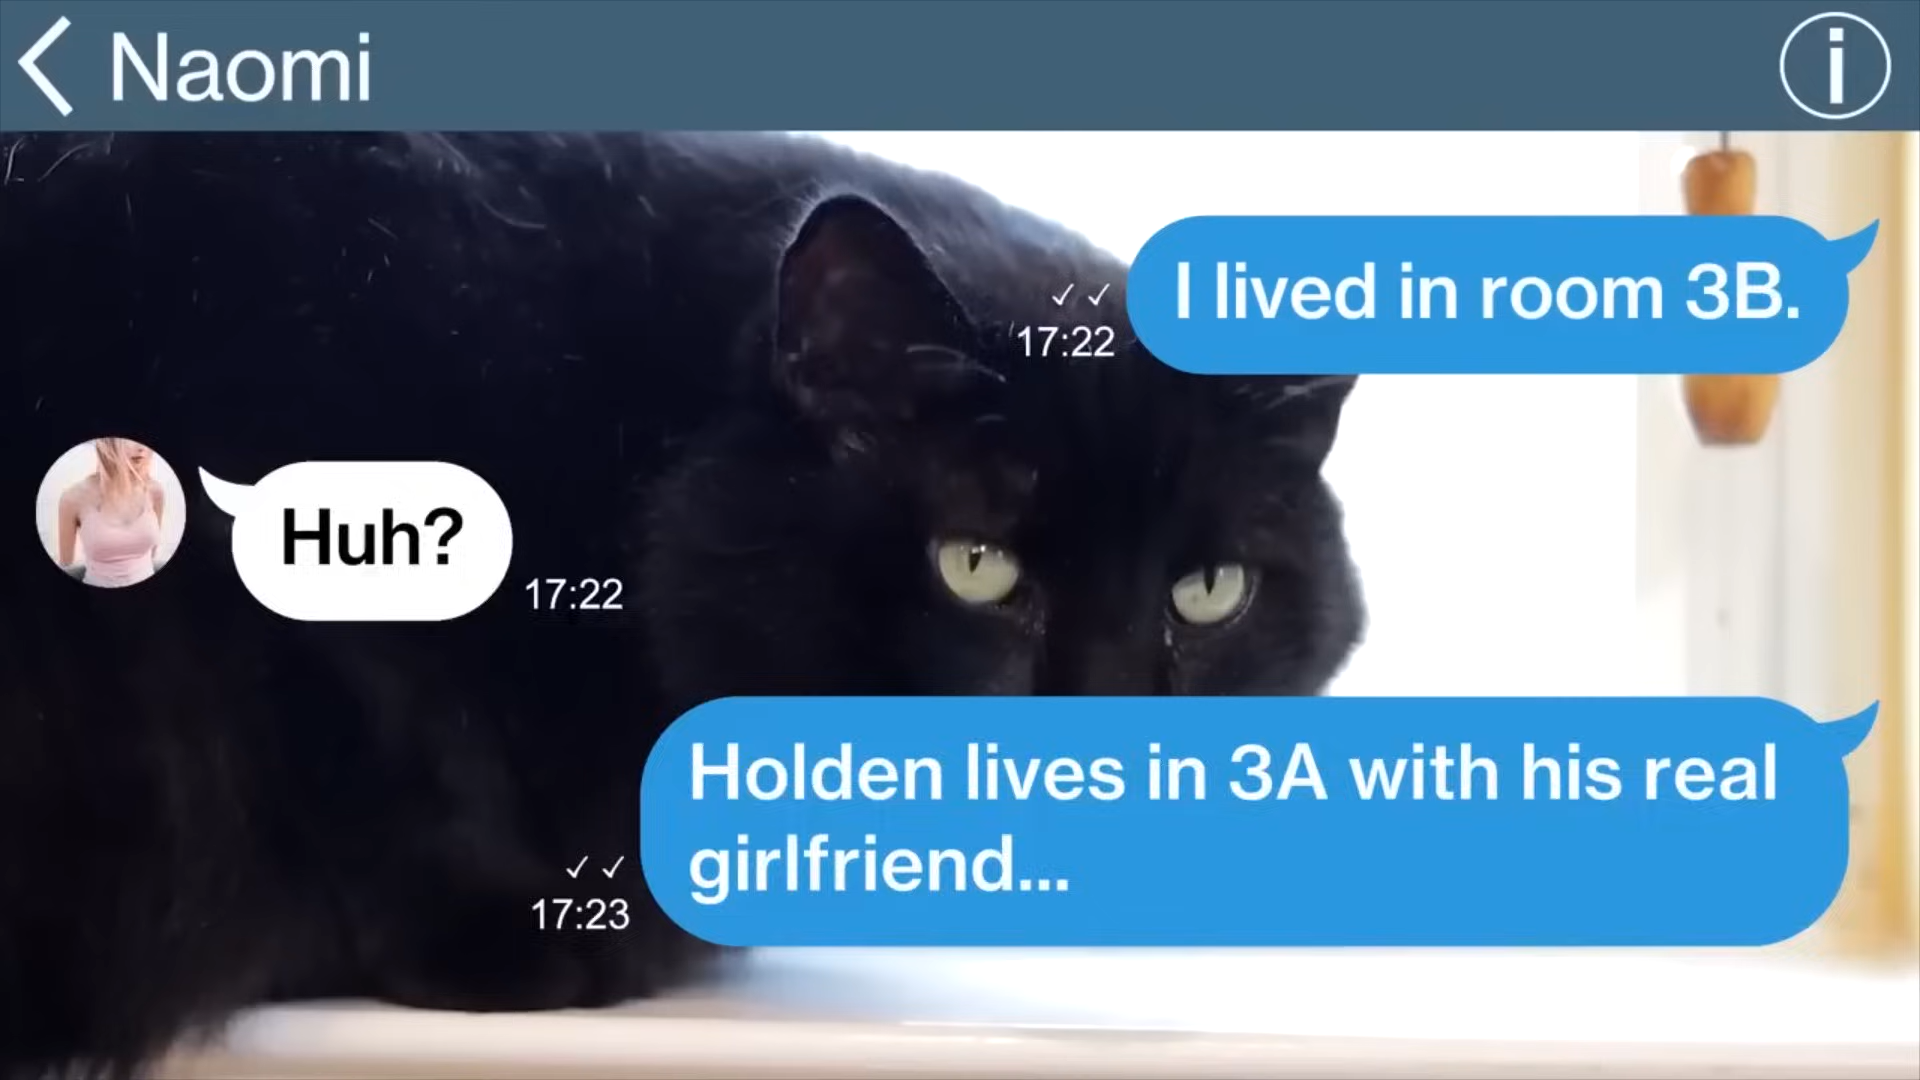 Naomi
I lived in room 3B.
✓ ✓
17:22
Huh?
17:22
Holden lives in 3A with his real
girlfriend...
✓ ✓
17:23